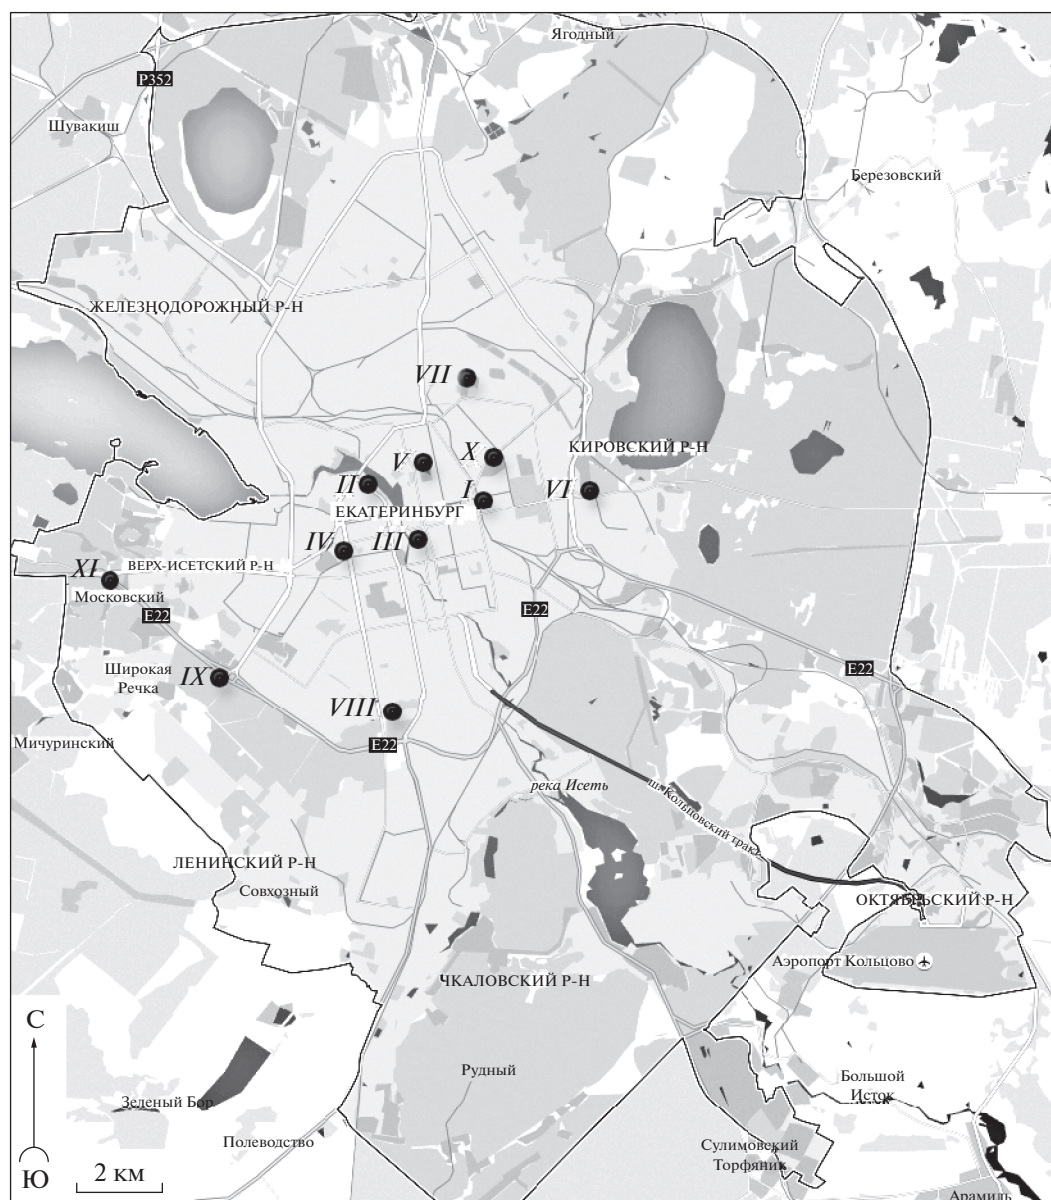 Ягодный
Р352
Шувакиш
Березовский
ЖЕЛЕЗНОДОРОЖНЫЙ Р-Н
VII
КИРОВСКИЙ Р-Н
X
V
II
I
VI
ЕКАТЕРИНБУРГ
IV
III
XI
ВЕРХ-ИСЕТСКИЙ Р-Н
Московский
E22
E22
Широкая
Речка
IX
E22
VIII
Мичуринский
E22
река Исеть
ш. Кольцовский тракт
ЛЕНИНСКИЙ Р-Н
Совхозный
ОКТЯБРЬСКИЙ Р-Н
Аэропорт Кольцово
ЧКАЛОВСКИЙ Р-Н
С
Рудный
Большой
Исток
Зеленый Бор
Полеводство
Сулимовский
Торфяник
Ю
2 км
Арамиль